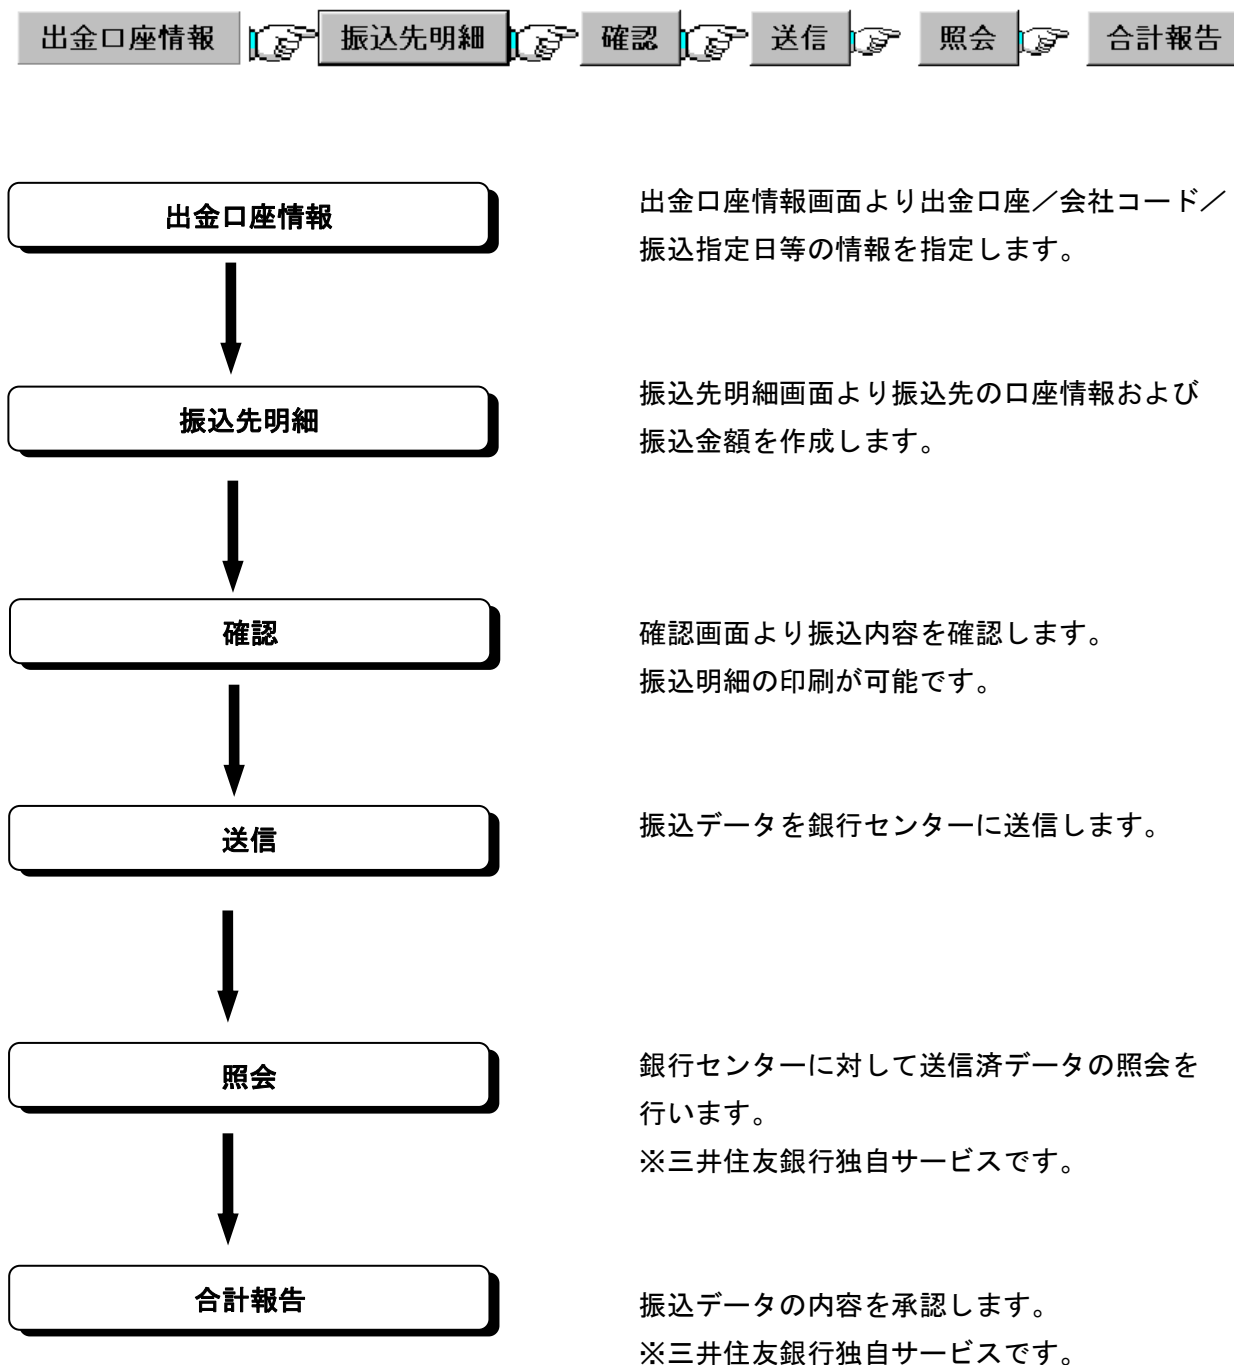 出金口座情報 振込先明細 確認 送信 照会 合計報告
出金口座情報
出金口座情報画面より出金口座／会社コード／
振込指定日等の情報を指定します。
振込先明細
振込先明細画面より振込先の口座情報および
振込金額を作成します。
確認
確認画面より振込内容を確認します。
振込明細の印刷が可能です。
送信
振込データを銀行センターに送信します。
照会
銀行センターに対して送信済データの照会を
行います。
※三井住友銀行独自サービスです。
合計報告
振込データの内容を承認します。
※三井住友銀行独自サービスです。